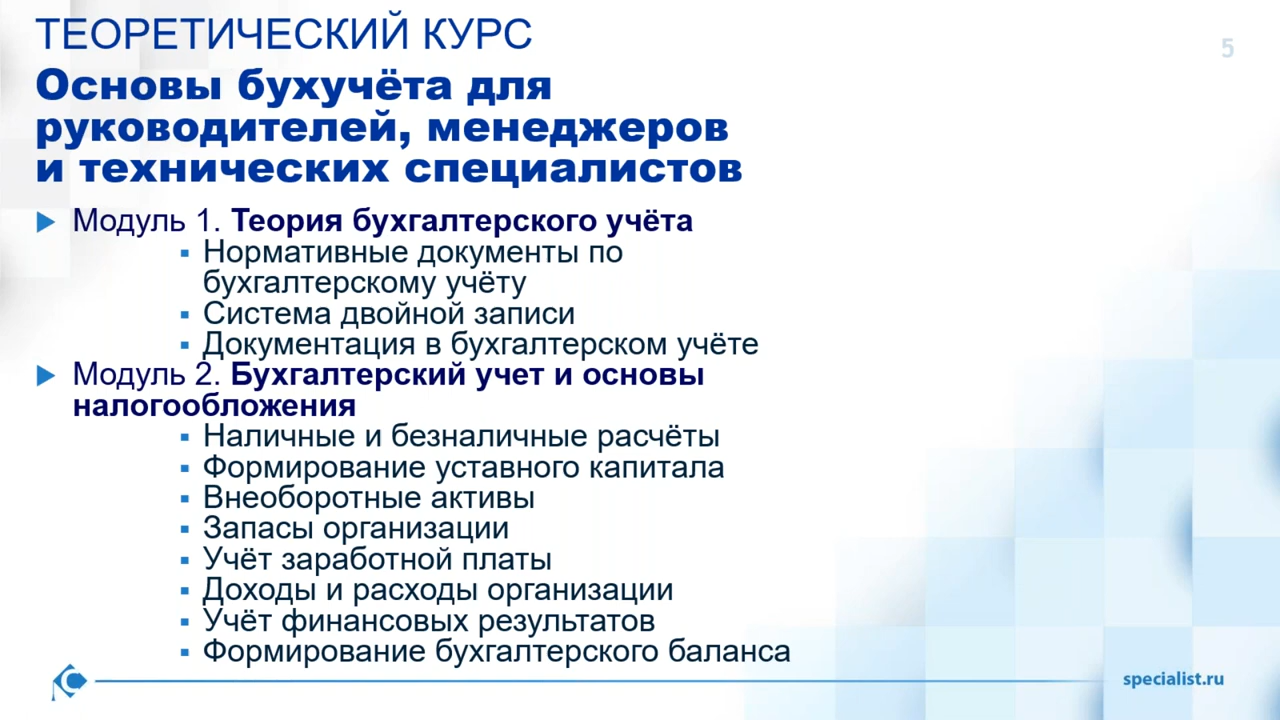 ТЕОРЕТИЧЕСКИЙ КУРС
5
Основы бухучёта для
руководителей, менеджеров
и технических специалистов
Модуль 1. Теория бухгалтерского учёта
Нормативные документы по
бухгалтерскому учёту
Система двойной записи
Документация в бухгалтерском учёте
Модуль 2. Бухгалтерский учет и основы
налогообложения
Наличные и безналичные расчёты
Формирование уставного капитала
Внеоборотные активы
Запасы организации
Учёт заработной платы
Доходы и расходы организации
Учёт финансовых результатов
Формирование бухгалтерского баланса
specialist.ru